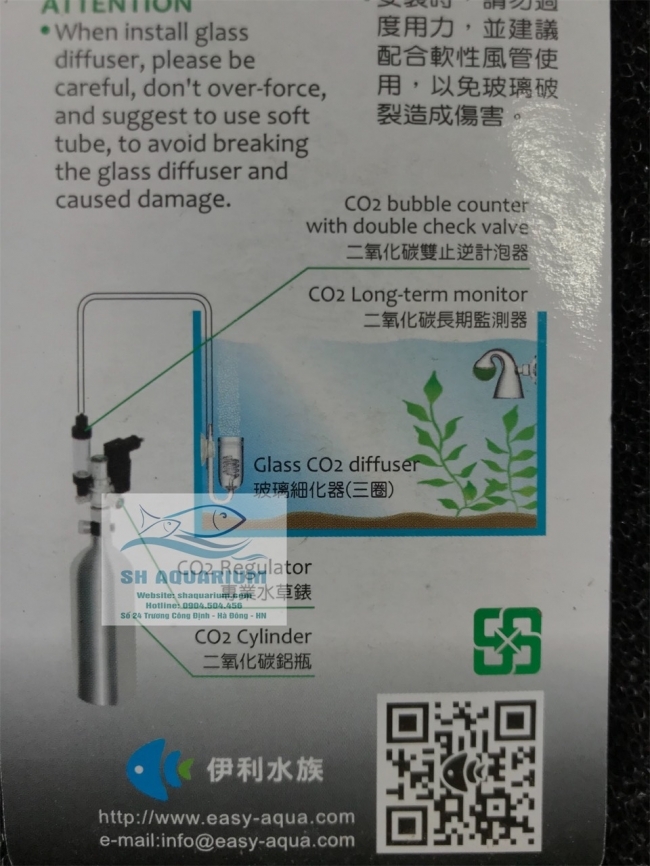 ATTENTION
•When install glass
diffuser, please be
careful, don't over-force,
and suggest to use soft
tube, to avoid breaking
the glass diffuser and
caused damage.
•安裝時，請勿過
度用力，並建議
配合軟性風管使
用，以免玻璃破
裂造成傷害。
CO2 bubble counter
with double check valve
二氧化碳雙止逆計泡器
CO2 Long-term monitor
二氧化碳長期監測器
Glass CO2 diffuser
玻璃細化器(三圈)
CO2 Regulator
專業水草錶
SH AQUARIUM
Website: shaquarium.com
Hotline: 0904.504.456
Số 24 Trương Công Định - Hà Đông - HN
CO2 Cylinder
二氧化碳鋁瓶
伊利水族
http://www.easy-aqua.com
e-mail:info@easy-aqua.com